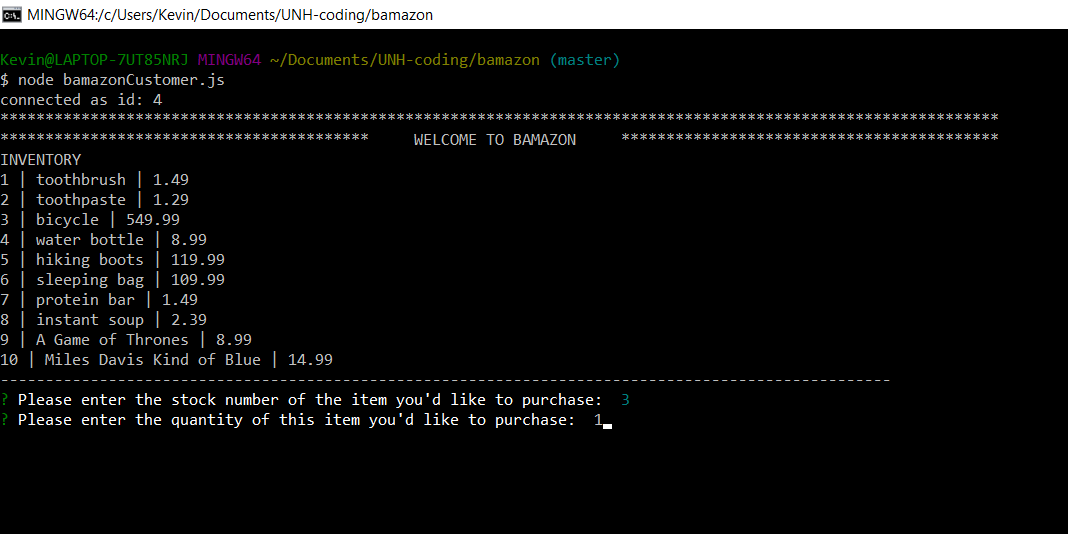 MINGW64:/c/Users/Kevin/Documents/UNH-coding/bamazon
Kevin@LAPTOP-7UT85NRJ MINGW64 ~/Documents/UNH-coding/bamazon (master)
$ node bamazonCustomer.js
connected as id: 4
***************************************************************************************************************
*****************************************     WELCOME TO BAMAZON     ******************************************
INVENTORY
1 | toothbrush | 1.49
2 | toothpaste | 1.29
3 | bicycle | 549.99
4 | water bottle | 8.99
5 | hiking boots | 119.99
6 | sleeping bag | 109.99
7 | protein bar | 1.49
8 | instant soup | 2.39
9 | A Game of Thrones | 8.99
10 | Miles Davis Kind of Blue | 14.99
---------------------------------------------------------------------------------------------------
? Please enter the stock number of the item you'd like to purchase:  3
? Please enter the quantity of this item you'd like to purchase:  1